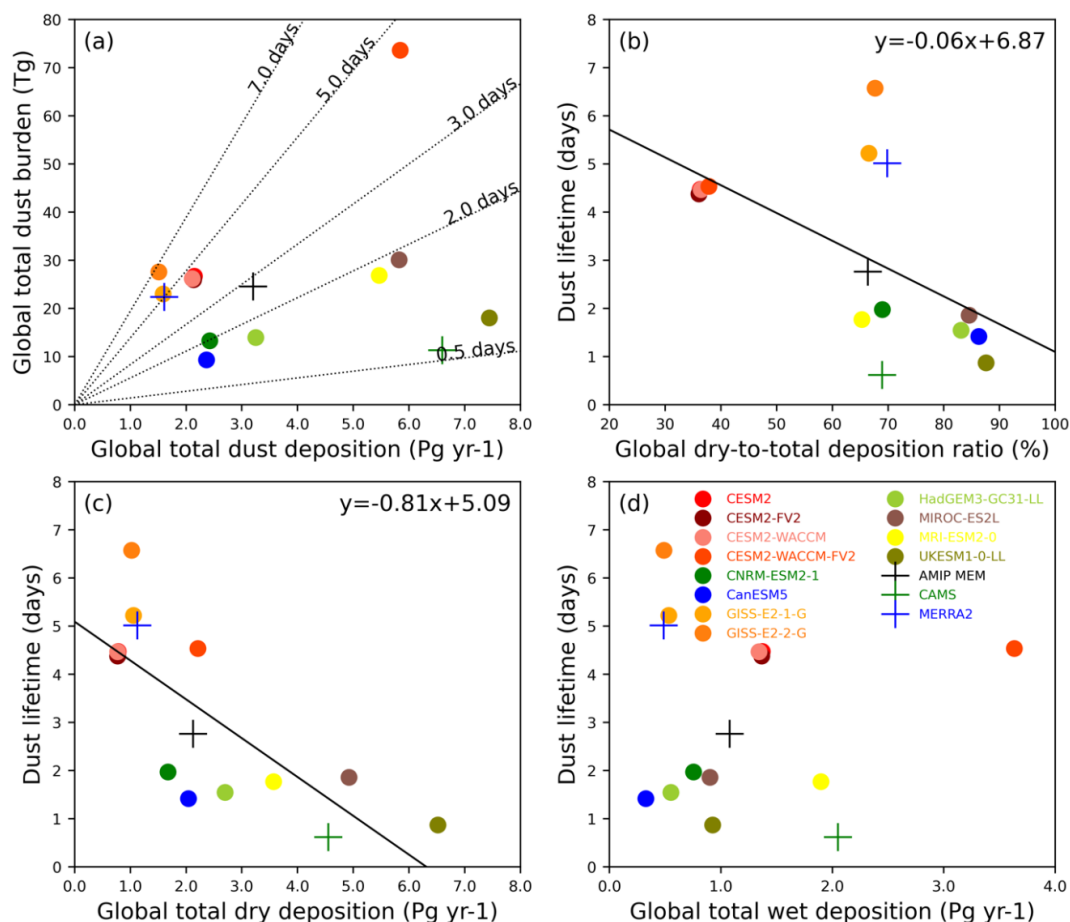 (a)
7.0 days
5.0 days
3.0 days
2.0 days
0.5 days
80
70
60
50
40
30
20
10
0
0.0 1.0 2.0 3.0 4.0 5.0 6.0 7.0 8.0
Global total dust burden (Tg)
Global total dust deposition (Pg yr-1)
(b)
y=-0.06x+6.87
8
7
6
5
4
3
2
1
0
20 30 40 50 60 70 80 90 100
Dust lifetime (days)
Global dry-to-total deposition ratio (%)
(c)
y=-0.81x+5.09
8
7
6
5
4
3
2
1
0
0.0 1.0 2.0 3.0 4.0 5.0 6.0 7.0 8.0
Dust lifetime (days)
Global total dry deposition (Pg yr-1)
(d)
CESM2
CESM2-FV2
CESM2-WACCM
CESM2-WACCM-FV2
CNRM-ESM2-1
CanESM5
GISS-E2-1-G
GISS-E2-2-G
HadGEM3-GC31-LL
MIROC-ES2L
MRI-ESM2-0
UKESM1-0-LL
AMIP MEM
CAMS
MERRA2
8
7
6
5
4
3
2
1
0
0.0 1.0 2.0 3.0 4.0
Dust lifetime (days)
Global total wet deposition (Pg yr-1)